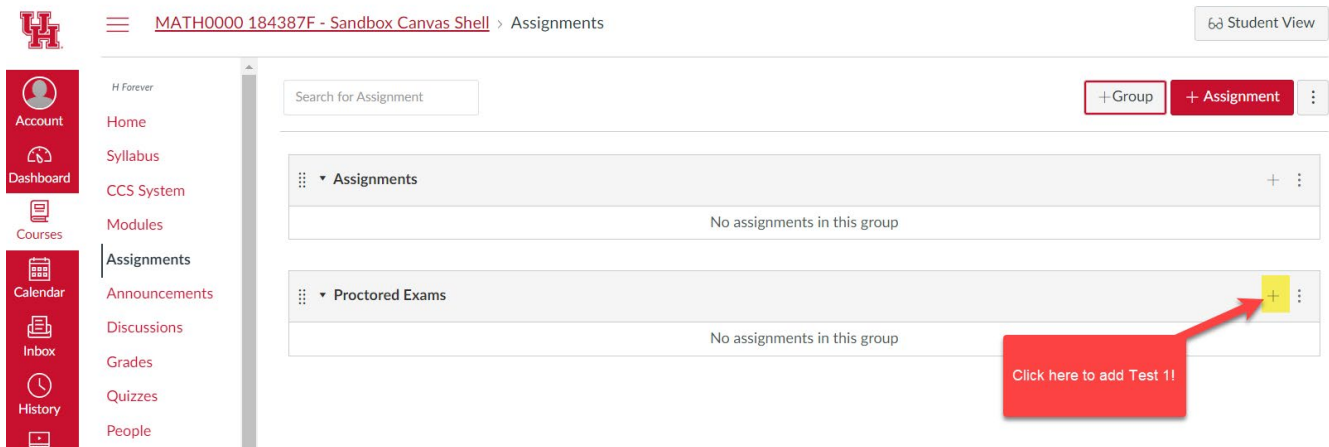 MATH0000 184387F - Sandbox Canvas Shell › Assignments
Student View
Account
Dashboard
Courses
Calendar
Inbox
History
H Forever
Home
Syllabus
CCS System
Modules
Assignments
Announcements
Discussions
Grades
Quizzes
People
Search for Assignment
+Group
+ Assignment
Assignments
No assignments in this group
Proctored Exams
No assignments in this group
Click here to add Test 1!